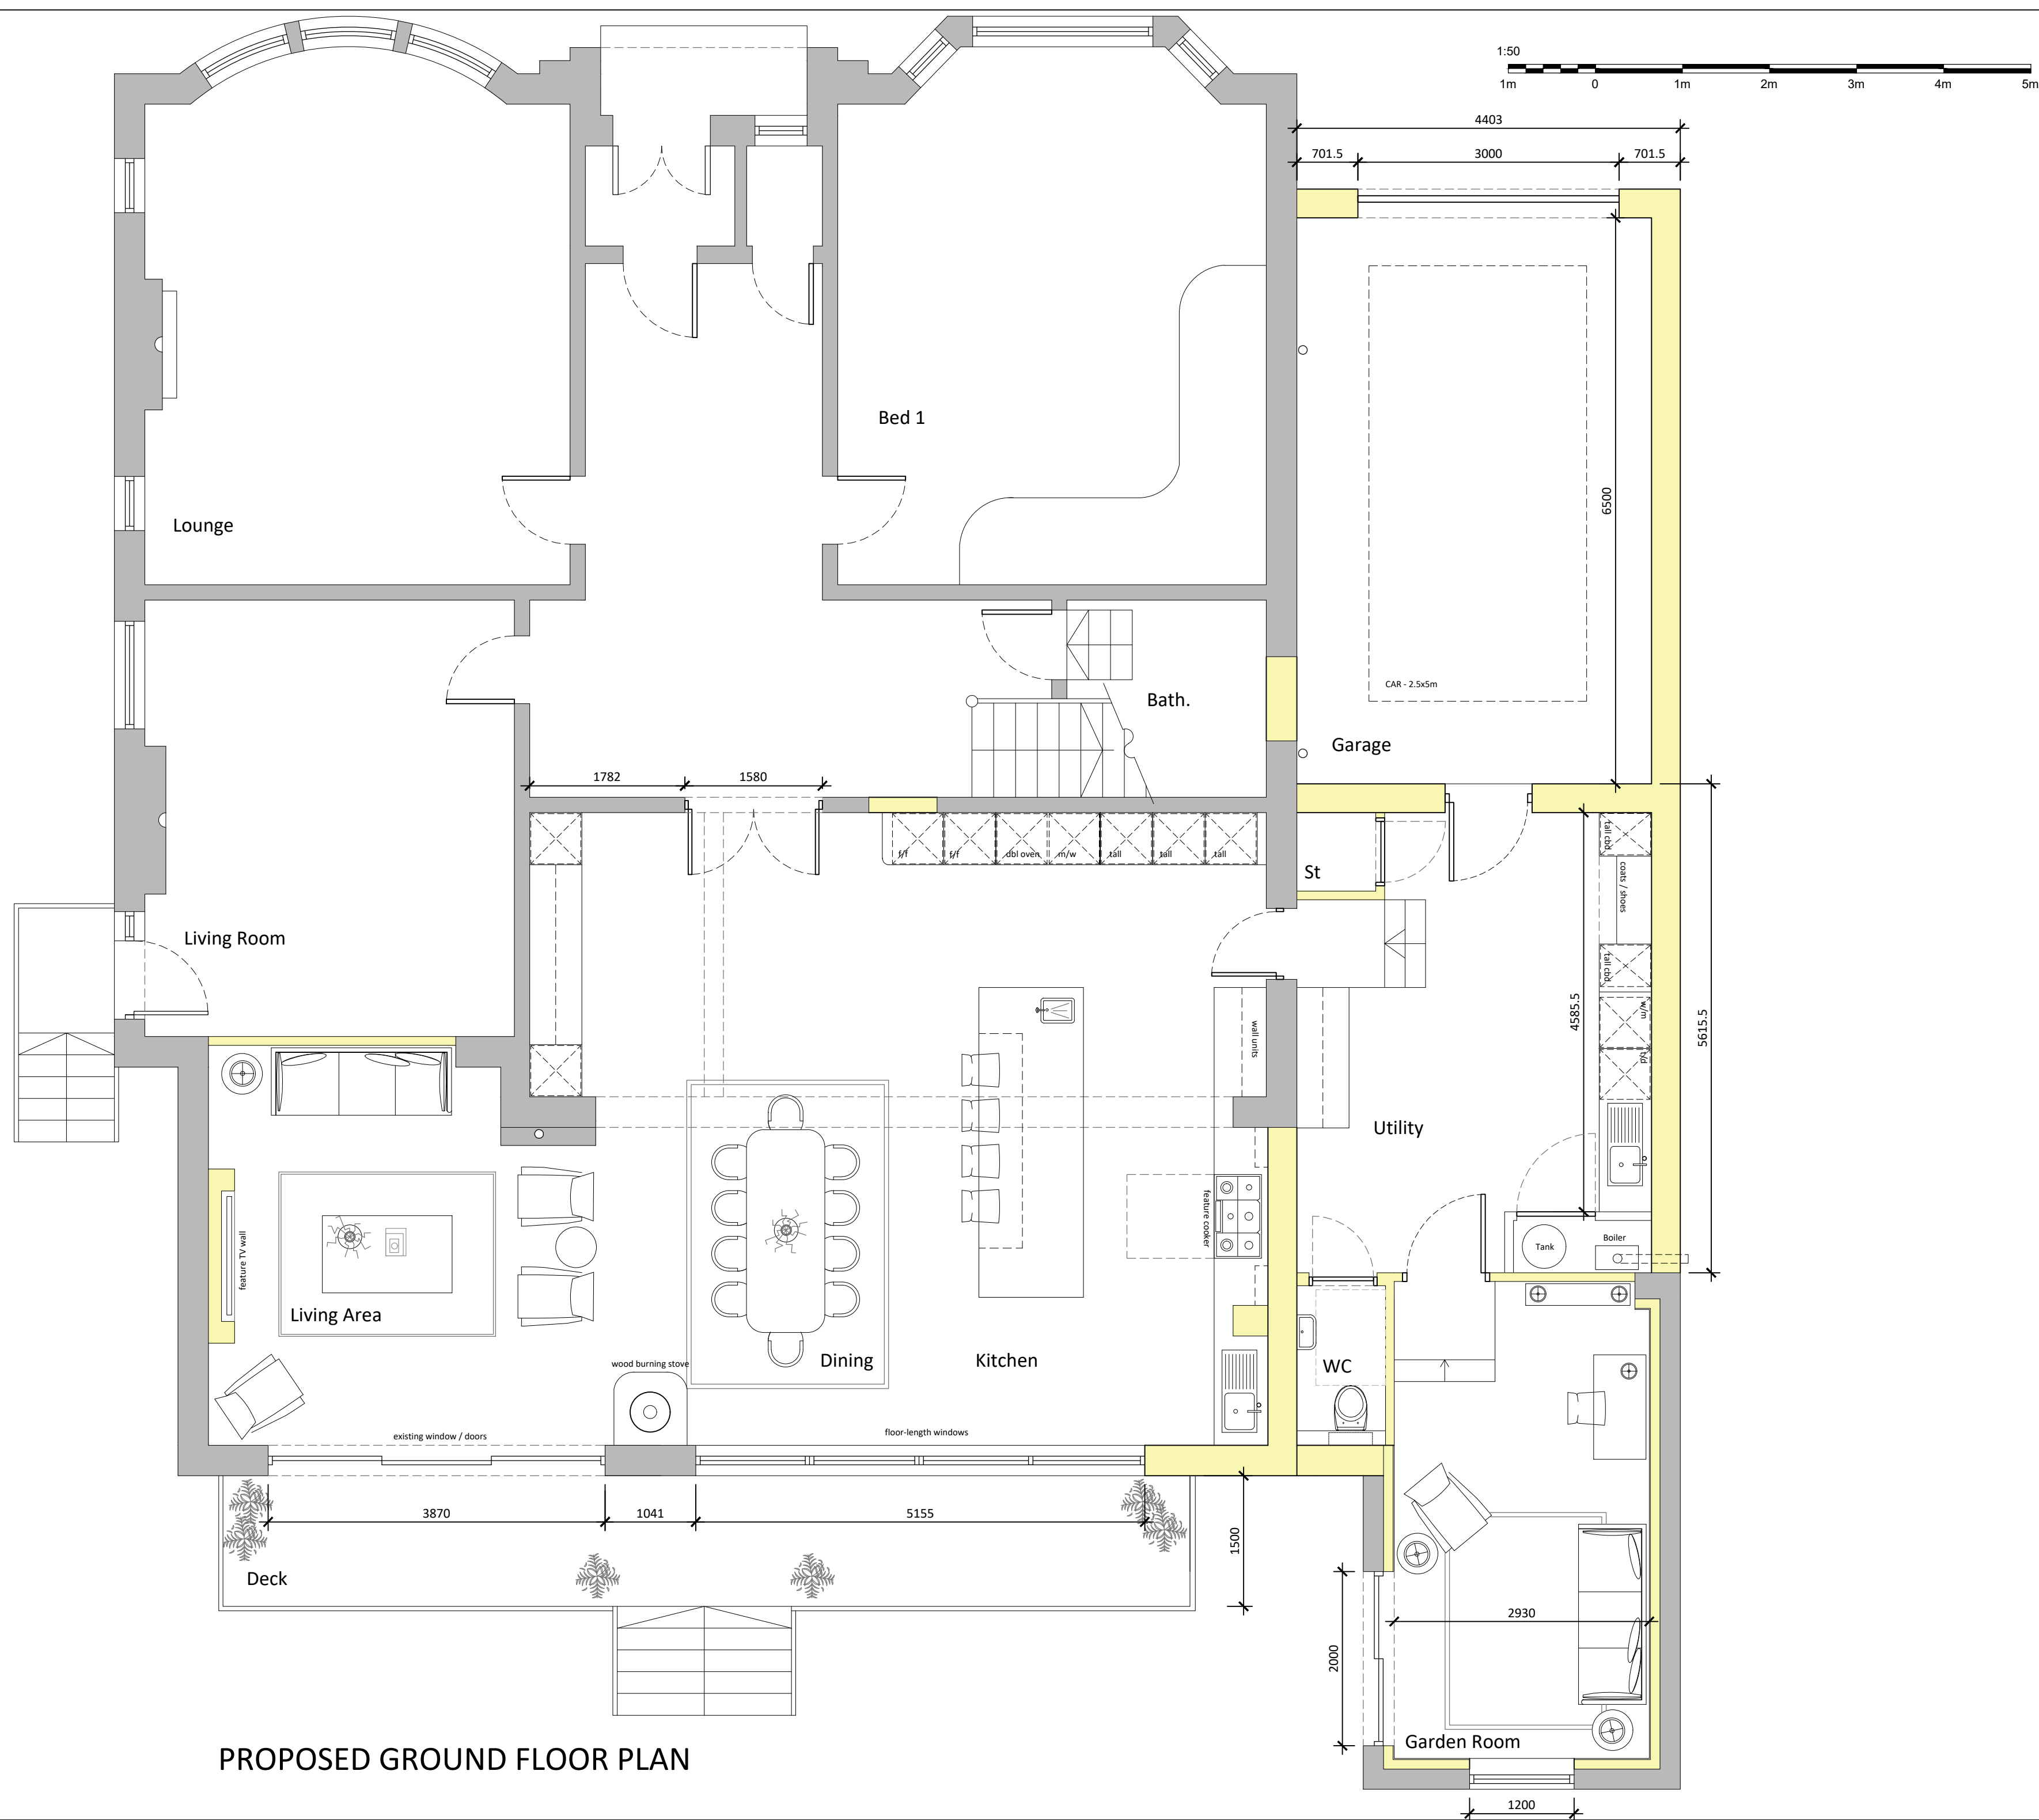 1:50
1m 0 1m 2m 3m 4m 5m
4403
701.5 3000 701.5
Bed 1
6500
Lounge
CAR - 2.5x5m
Bath.
Garage
1782 1580
f/f f/f dbl oven m/w tall tall tall
tall cbd
St
coats / shoes
Living Room
tall cbd
w/m
4585.5
5615.5
wall units
t/d
Utility
feature cooker
feature TV wall
Tank
Boiler
Living Area
wood burning stove
Dining
Kitchen
WC
existing window / doors
floor-length windows
3870 1041 5155
1500
Deck
2930
2000
Garden Room
PROPOSED GROUND FLOOR PLAN
1200